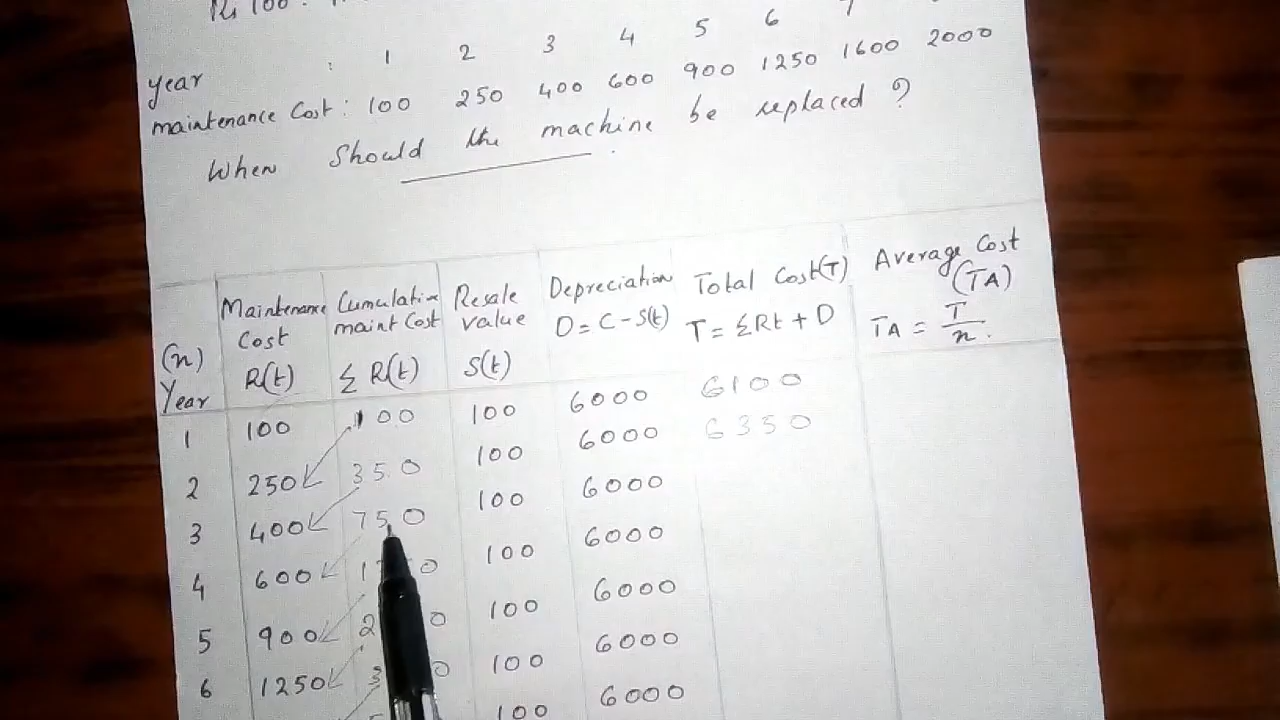 Rs 100.
year : 1 2 3 4 5 6 7
maintenance Cost : 100 250 400 600 900 1250 1600 2000
When should the machine be replaced ?
(n) Year Maintenance Cost R(t) Cumulative maint Cost Σ R(t) Resale value S(t) Depreciation D = C - S(t) Total Cost(T) T = ΣRt + D Average Cost (TA) TA = T/n.
1 100 100 100 6000 6100
2 250 350 100 6000 6350
3 400 750 100 6000
4 600 100 6000
5 900 100 6000
6 1250 100 6000
100 6000